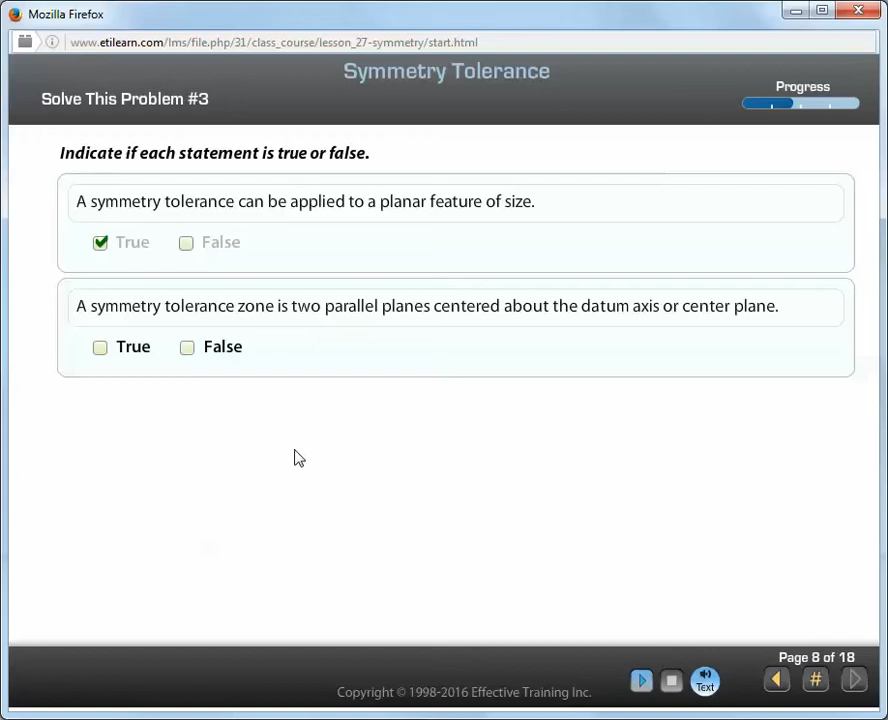 Mozilla Firefox
www.etilearn.com/lms/file.php/31/class_course/lesson_27-symmetry/start.html
Symmetry Tolerance
Solve This Problem #3
Progress
Indicate if each statement is true or false.
A symmetry tolerance can be applied to a planar feature of size.
True False
A symmetry tolerance zone is two parallel planes centered about the datum axis or center plane.
True False
Page 8 of 18
#
Text
Copyright © 1998-2016 Effective Training Inc.